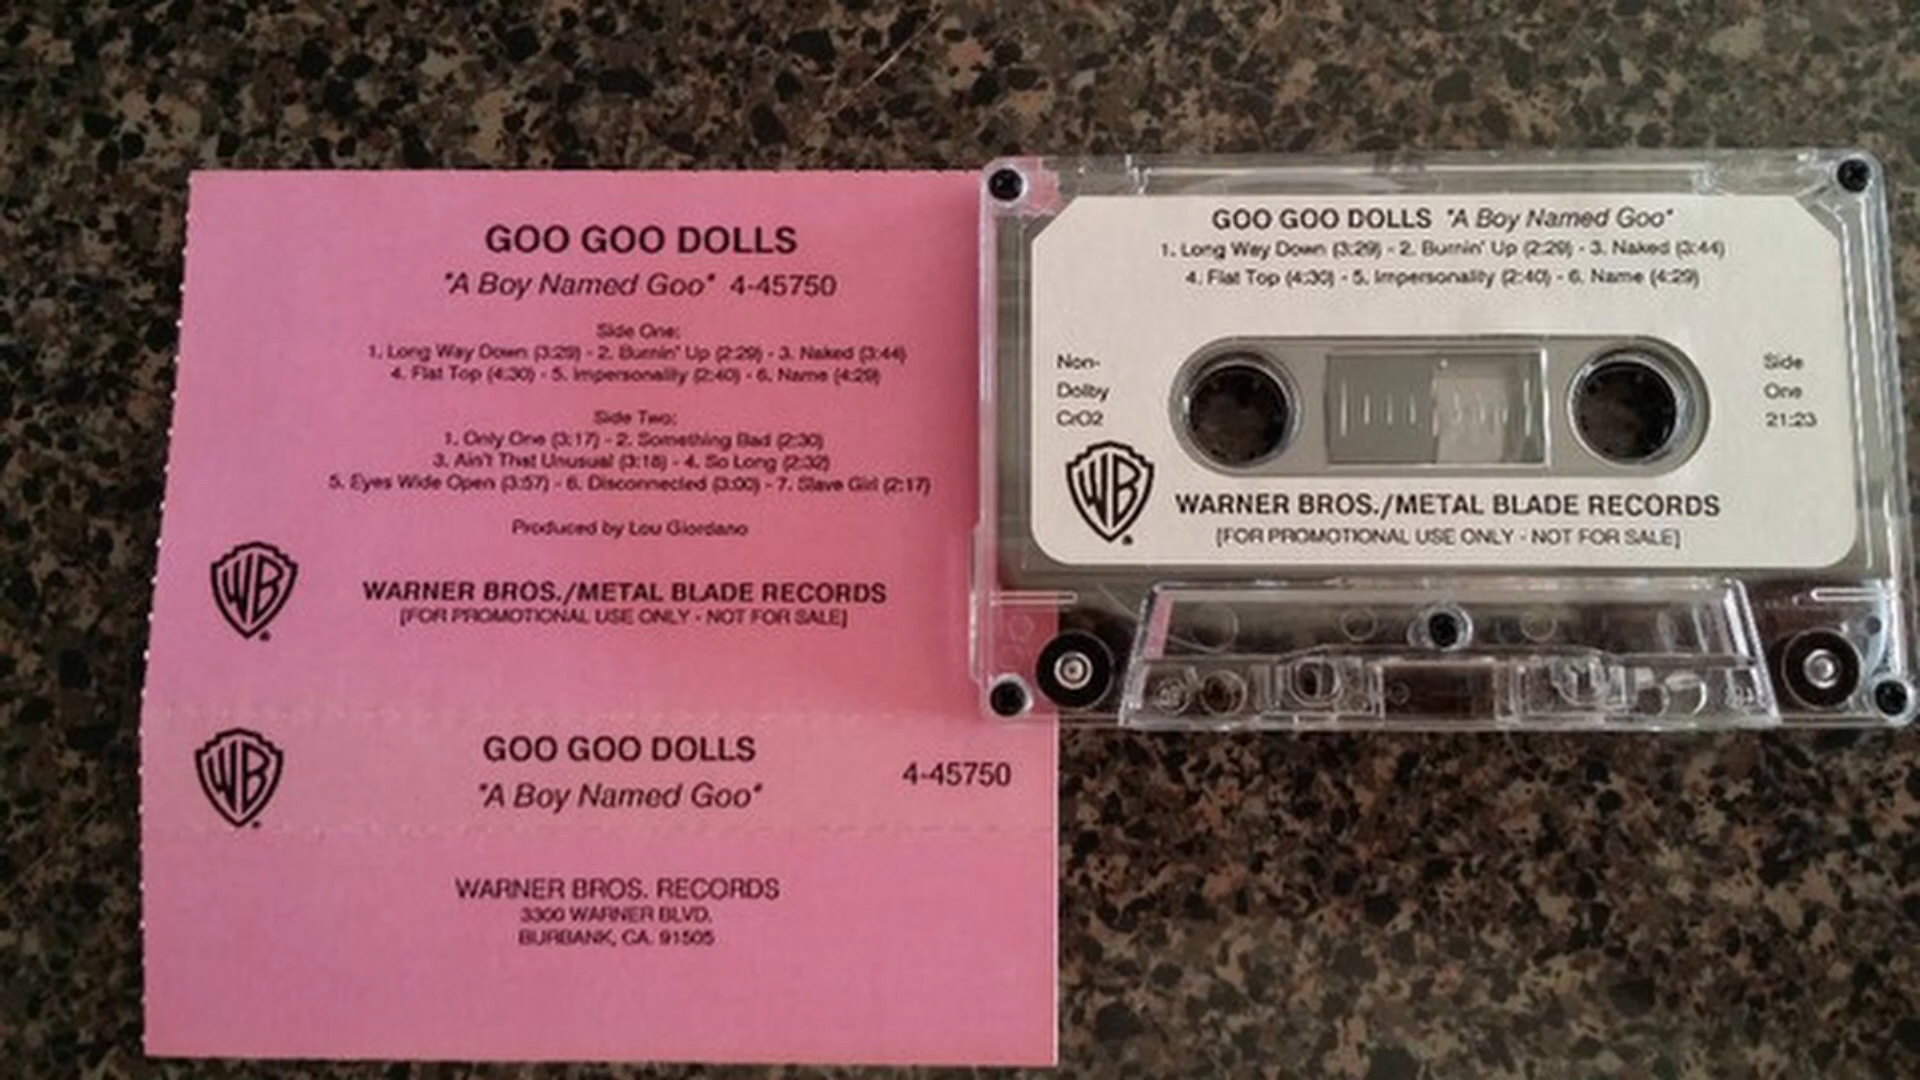 GOO GOO DOLLS
"A Boy Named Goo" 4-45750
Side One:
1. Long Way Down (3:29) - 2. Burnin' Up (2:29) - 3. Naked (3:44)
4. Flat Top (4:30) - 5. Impersonality (2:40) - 6. Name (4:29)
Side Two:
1. Only One (3:17) - 2. Something Bad (2:30)
3. Ain't That Unusual (3:18) - 4. So Long (2:32)
5. Eyes Wide Open (3:57) - 6. Disconnected (3:00) - 7. Slave Girl (2:17)
Produced by Lou Giordano
WB
WARNER BROS./METAL BLADE RECORDS
[FOR PROMOTIONAL USE ONLY - NOT FOR SALE]
WB
GOO GOO DOLLS
"A Boy Named Goo"
4-45750
WARNER BROS. RECORDS
3300 WARNER BLVD.
BURBANK, CA. 91505
GOO GOO DOLLS "A Boy Named Goo"
1. Long Way Down (3:29) - 2. Burnin' Up (2:29) - 3. Naked (3:44)
4. Flat Top (4:30) - 5. Impersonality (2:40) - 6. Name (4:29)
Non-
Dolby
CrO2
Side
One
21:23
WB
WARNER BROS./METAL BLADE RECORDS
[FOR PROMOTIONAL USE ONLY - NOT FOR SALE]